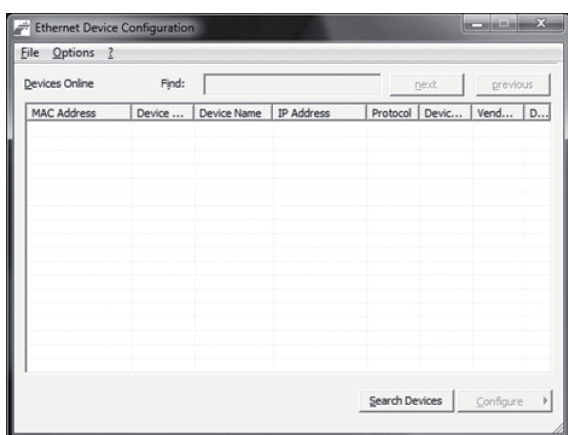 Ethernet Device Configuration
File Options ?
Devices Online Find: next previous
MAC Address Device ... Device Name IP Address Protocol Devic... Vend... D...
Search Devices Configure